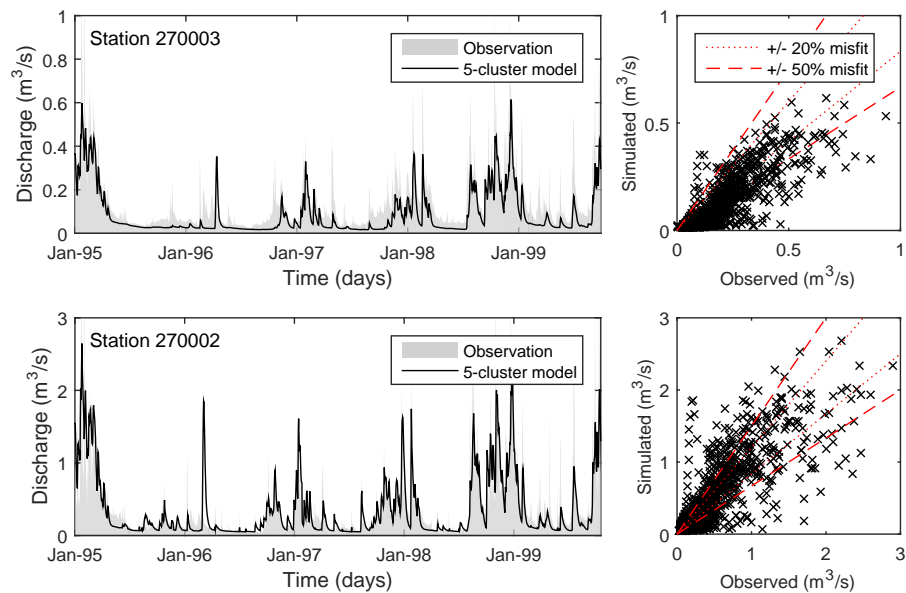 Station 270003
Observation
5-cluster model
Discharge (m³/s)
1
0.8
0.6
0.4
0.2
0
Jan-95
Jan-96
Jan-97
Jan-98
Jan-99
Time (days)
+/- 20% misfit
+/- 50% misfit
Simulated (m³/s)
1
0.5
0
0
0.5
1
Observed (m³/s)
Station 270002
Observation
5-cluster model
Discharge (m³/s)
3
2
1
0
Jan-95
Jan-96
Jan-97
Jan-98
Jan-99
Time (days)
Simulated (m³/s)
3
2
1
0
0
1
2
3
Observed (m³/s)